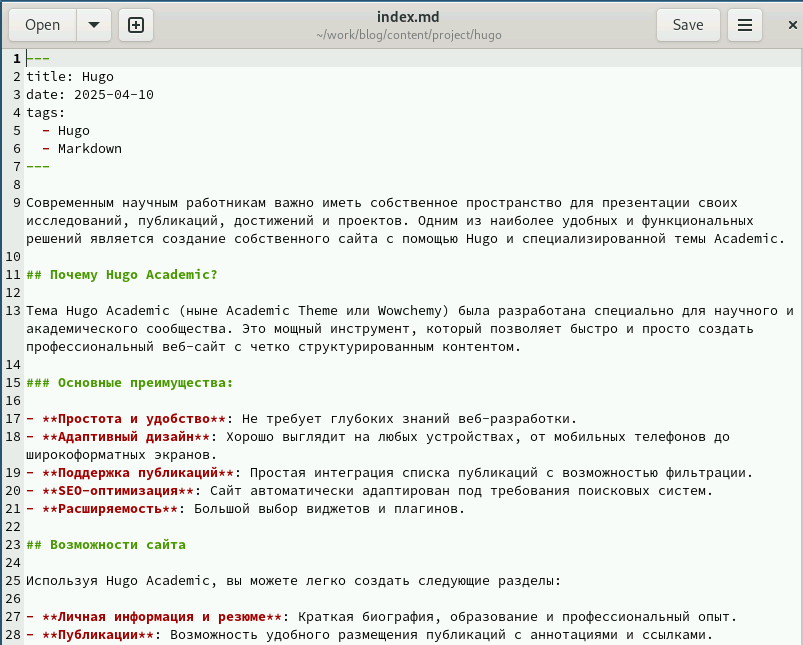 Open
index.md
~/work/blog/content/project/hugo
Save
1 ---
2 title: Hugo
3 date: 2025-04-10
4 tags:
5   - Hugo
6   - Markdown
7 ---
8
9 Современным научным работникам важно иметь собственное пространство для презентации своих
исследований, публикаций, достижений и проектов. Одним из наиболее удобных и функциональных
решений является создание собственного сайта с помощью Hugo и специализированной темы Academic.
10
11 ## Почему Hugo Academic?
12
13 Тема Hugo Academic (ныне Academic Theme или Wowchemy) была разработана специально для научного и
академического сообщества. Это мощный инструмент, который позволяет быстро и просто создать
профессиональный веб-сайт с четко структурированным контентом.
14
15 ### Основные преимущества:
16
17 - **Простота и удобство**: Не требует глубоких знаний веб-разработки.
18 - **Адаптивный дизайн**: Хорошо выглядит на любых устройствах, от мобильных телефонов до
широкоформатных экранов.
19 - **Поддержка публикаций**: Простая интеграция списка публикаций с возможностью фильтрации.
20 - **SEO-оптимизация**: Сайт автоматически адаптирован под требования поисковых систем.
21 - **Расширяемость**: Большой выбор виджетов и плагинов.
22
23 ## Возможности сайта
24
25 Используя Hugo Academic, вы можете легко создать следующие разделы:
26
27 - **Личная информация и резюме**: Краткая биография, образование и профессиональный опыт.
28 - **Публикации**: Возможность удобного размещения публикаций с аннотациями и ссылками.